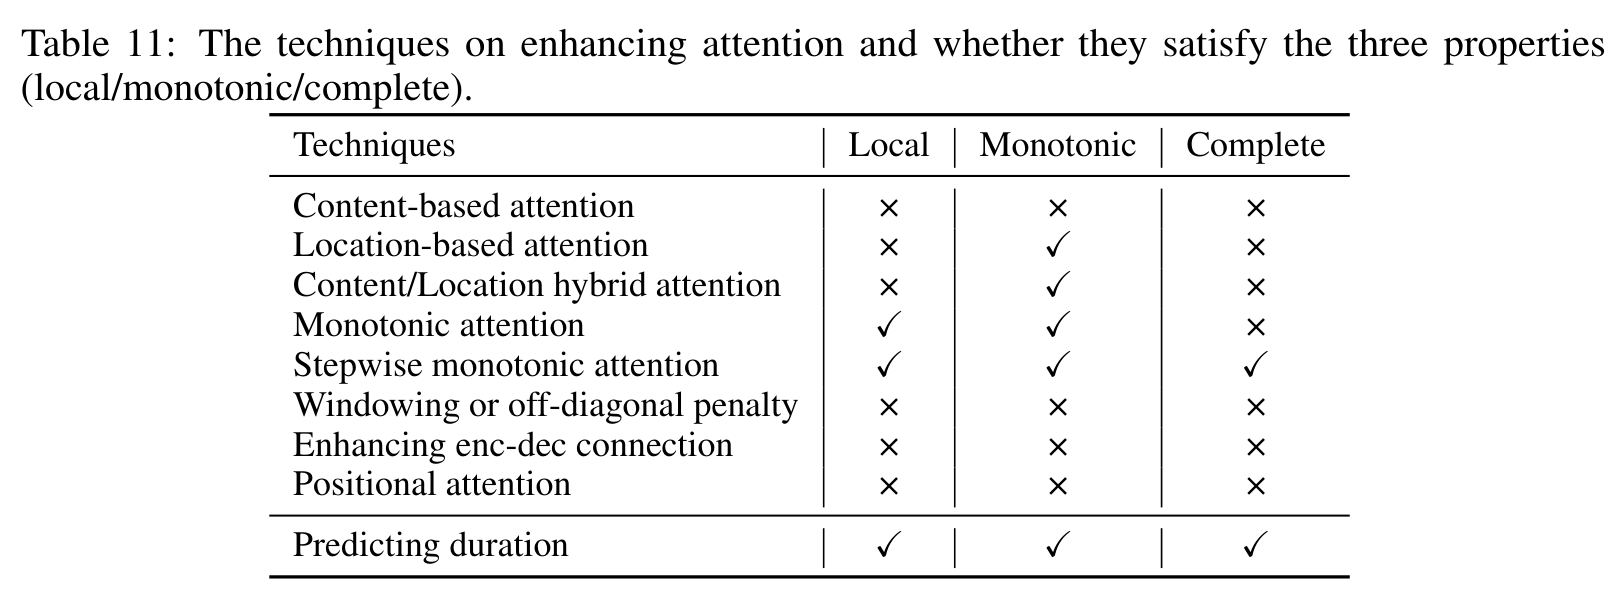 Table 11: The techniques on enhancing attention and whether they satisfy the three properties
(local/monotonic/complete).
Techniques | Local | Monotonic | Complete
Content-based attention | × | × | ×
Location-based attention | × | ✓ | ×
Content/Location hybrid attention | × | ✓ | ×
Monotonic attention | ✓ | ✓ | ×
Stepwise monotonic attention | ✓ | ✓ | ✓
Windowing or off-diagonal penalty | × | × | ×
Enhancing enc-dec connection | × | × | ×
Positional attention | × | × | ×
Predicting duration | ✓ | ✓ | ✓